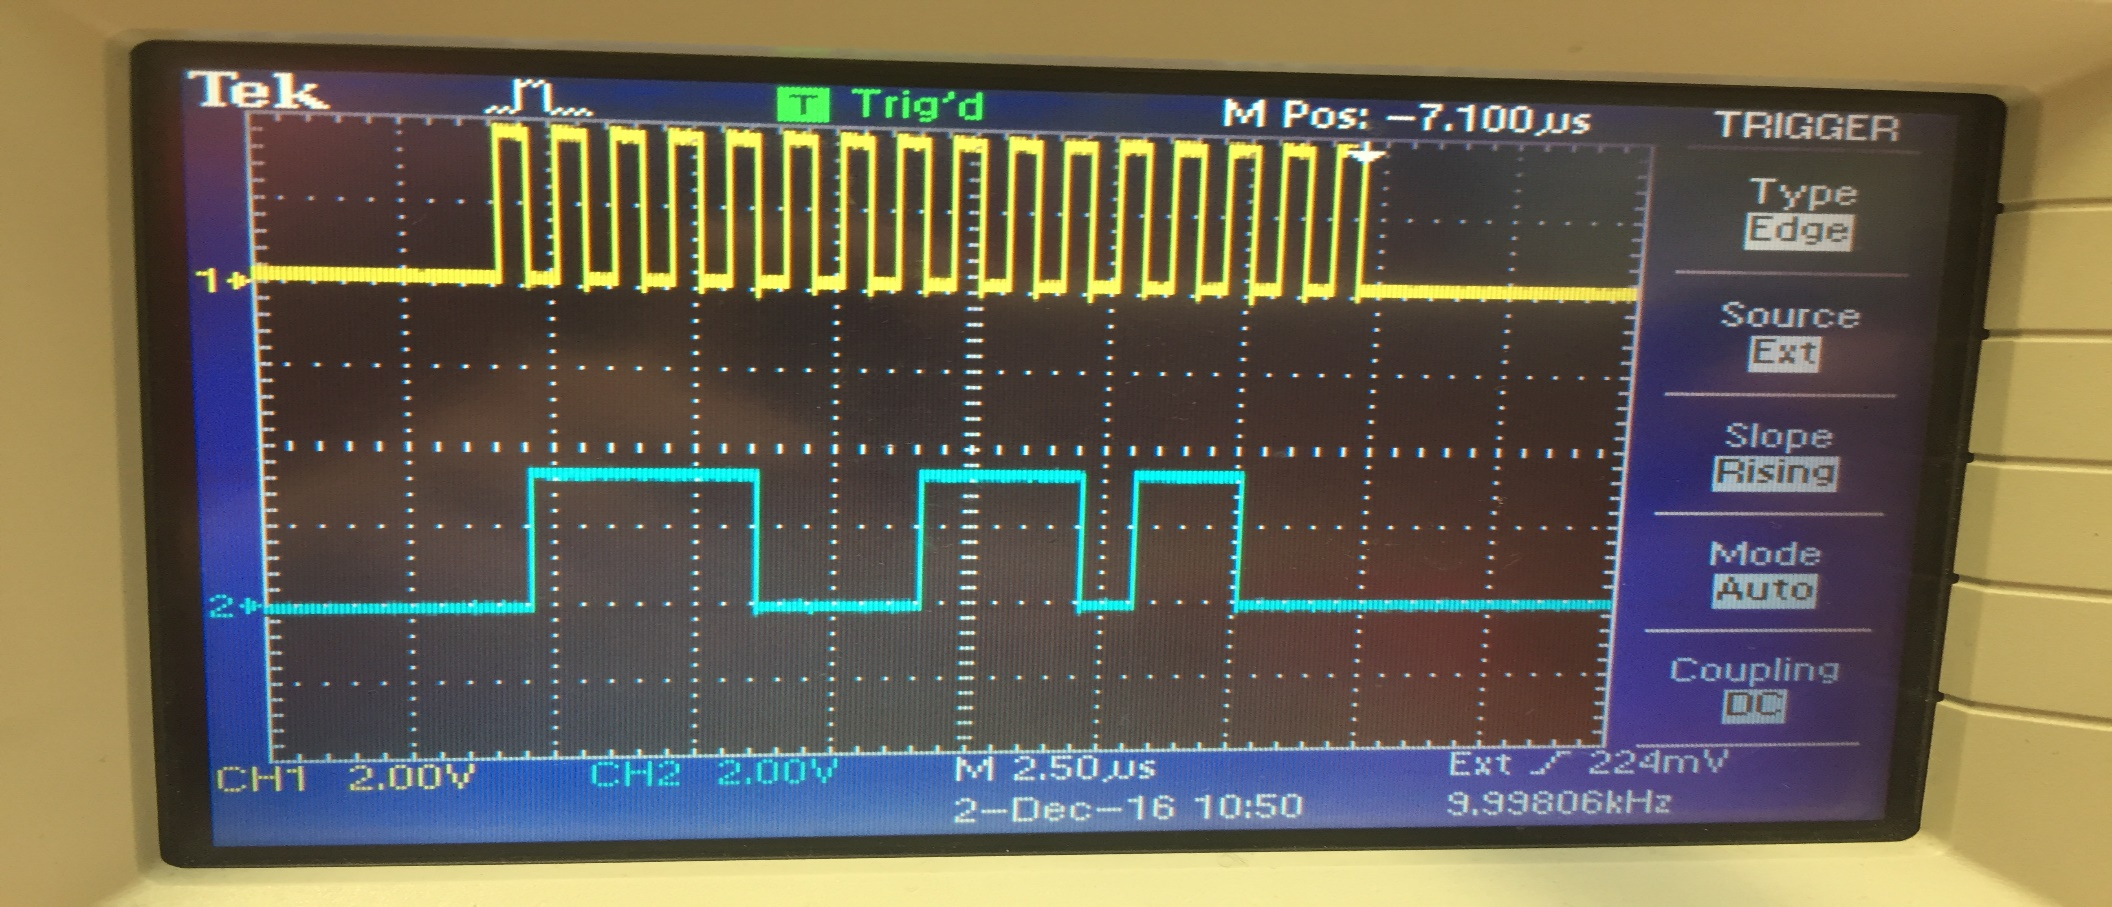 Tek
T Trig'd
M Pos: -7.100µs
TRIGGER
Type
Edge
Source
Ext
Slope
Rising
Mode
Auto
Coupling
DC
1
2
CH1 2.00V
CH2 2.00V
M 2.50µs
Ext 224mV
2-Dec-16 10:50
9.99806kHz